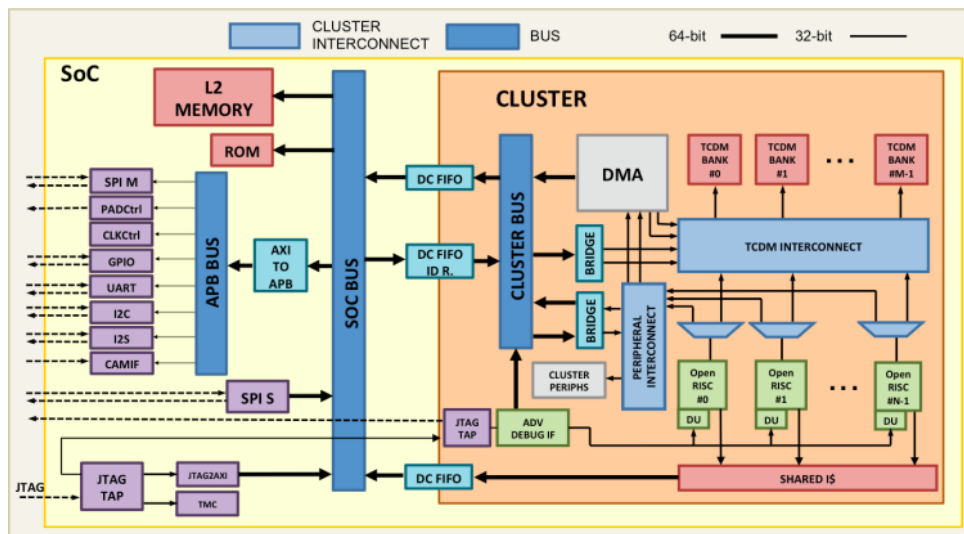 CLUSTER
INTERCONNECT
BUS
64-bit
32-bit
SoC
L2
MEMORY
ROM
SPI M
PADCtrl
CLKCtrl
GPIO
UART
I2C
I2S
CAMIF
APB BUS
AXI
TO
APB
SOC BUS
SPI S
JTAG
JTAG
TAP
JTAG2AXI
TMC
DC FIFO
DC FIFO
ID R.
DC FIFO
CLUSTER
CLUSTER BUS
DMA
BRIDGE
BRIDGE
PERIPHERAL
INTERCONNECT
CLUSTER
PERIPHS
JTAG
TAP
ADV
DEBUG IF
TCDM
BANK
#0
TCDM
BANK
#1
...
TCDM
BANK
#M-1
TCDM INTERCONNECT
Open
RISC
#0
DU
Open
RISC
#1
DU
...
Open
RISC
#N-1
DU
SHARED I$